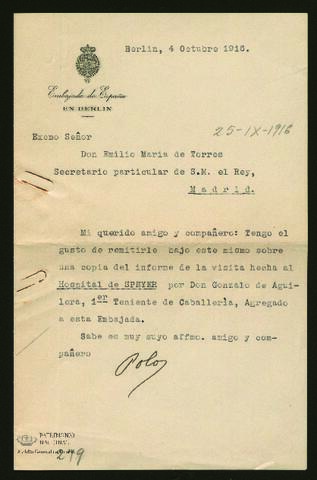 Berlin, 4 Octubre 1916.
Embajada de España
EN BERLIN
25-IX-1916
Excmo Señor
Don Emilio Maria de Torres
Secretario particular de S.M. el Rey,
Madrid.
Mi querido amigo y compañero: Tengo el
gusto de remitirle bajo este mismo sobre
una copia del informe de la visita hecha al
Hospital de SPEYER por Don Gonzalo de Agui-
lera, 1er Teniente de Caballería, Agregado
a esta Embajada.
Sabe es muy suyo affmo. amigo y com-
pañero
Polo
PATRIMONIO
NACIONAL
219